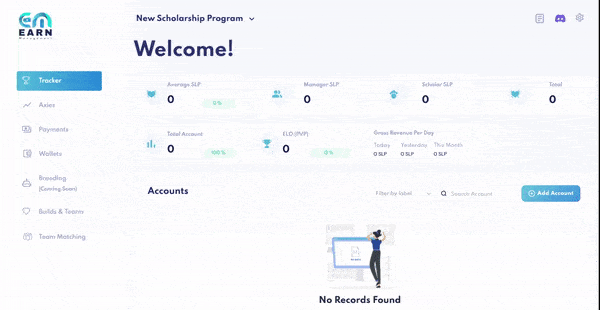 EARN
Management
New Scholarship Program
Welcome!
Tracker
Axies
Payments
Wallets
Breeding
(Coming Soon)
Builds & Teams
Team Matching
Average SLP
0
0 %
Manager SLP
0
Scholar SLP
0
Total
0
Total Account
0
100 %
ELO (PVP)
0
0 %
Gross Revenue Per Day
Today Yesterday This Month
0 SLP 0 SLP 0 SLP
Accounts
Filter by label
Search Account
Add Account
No Records Found